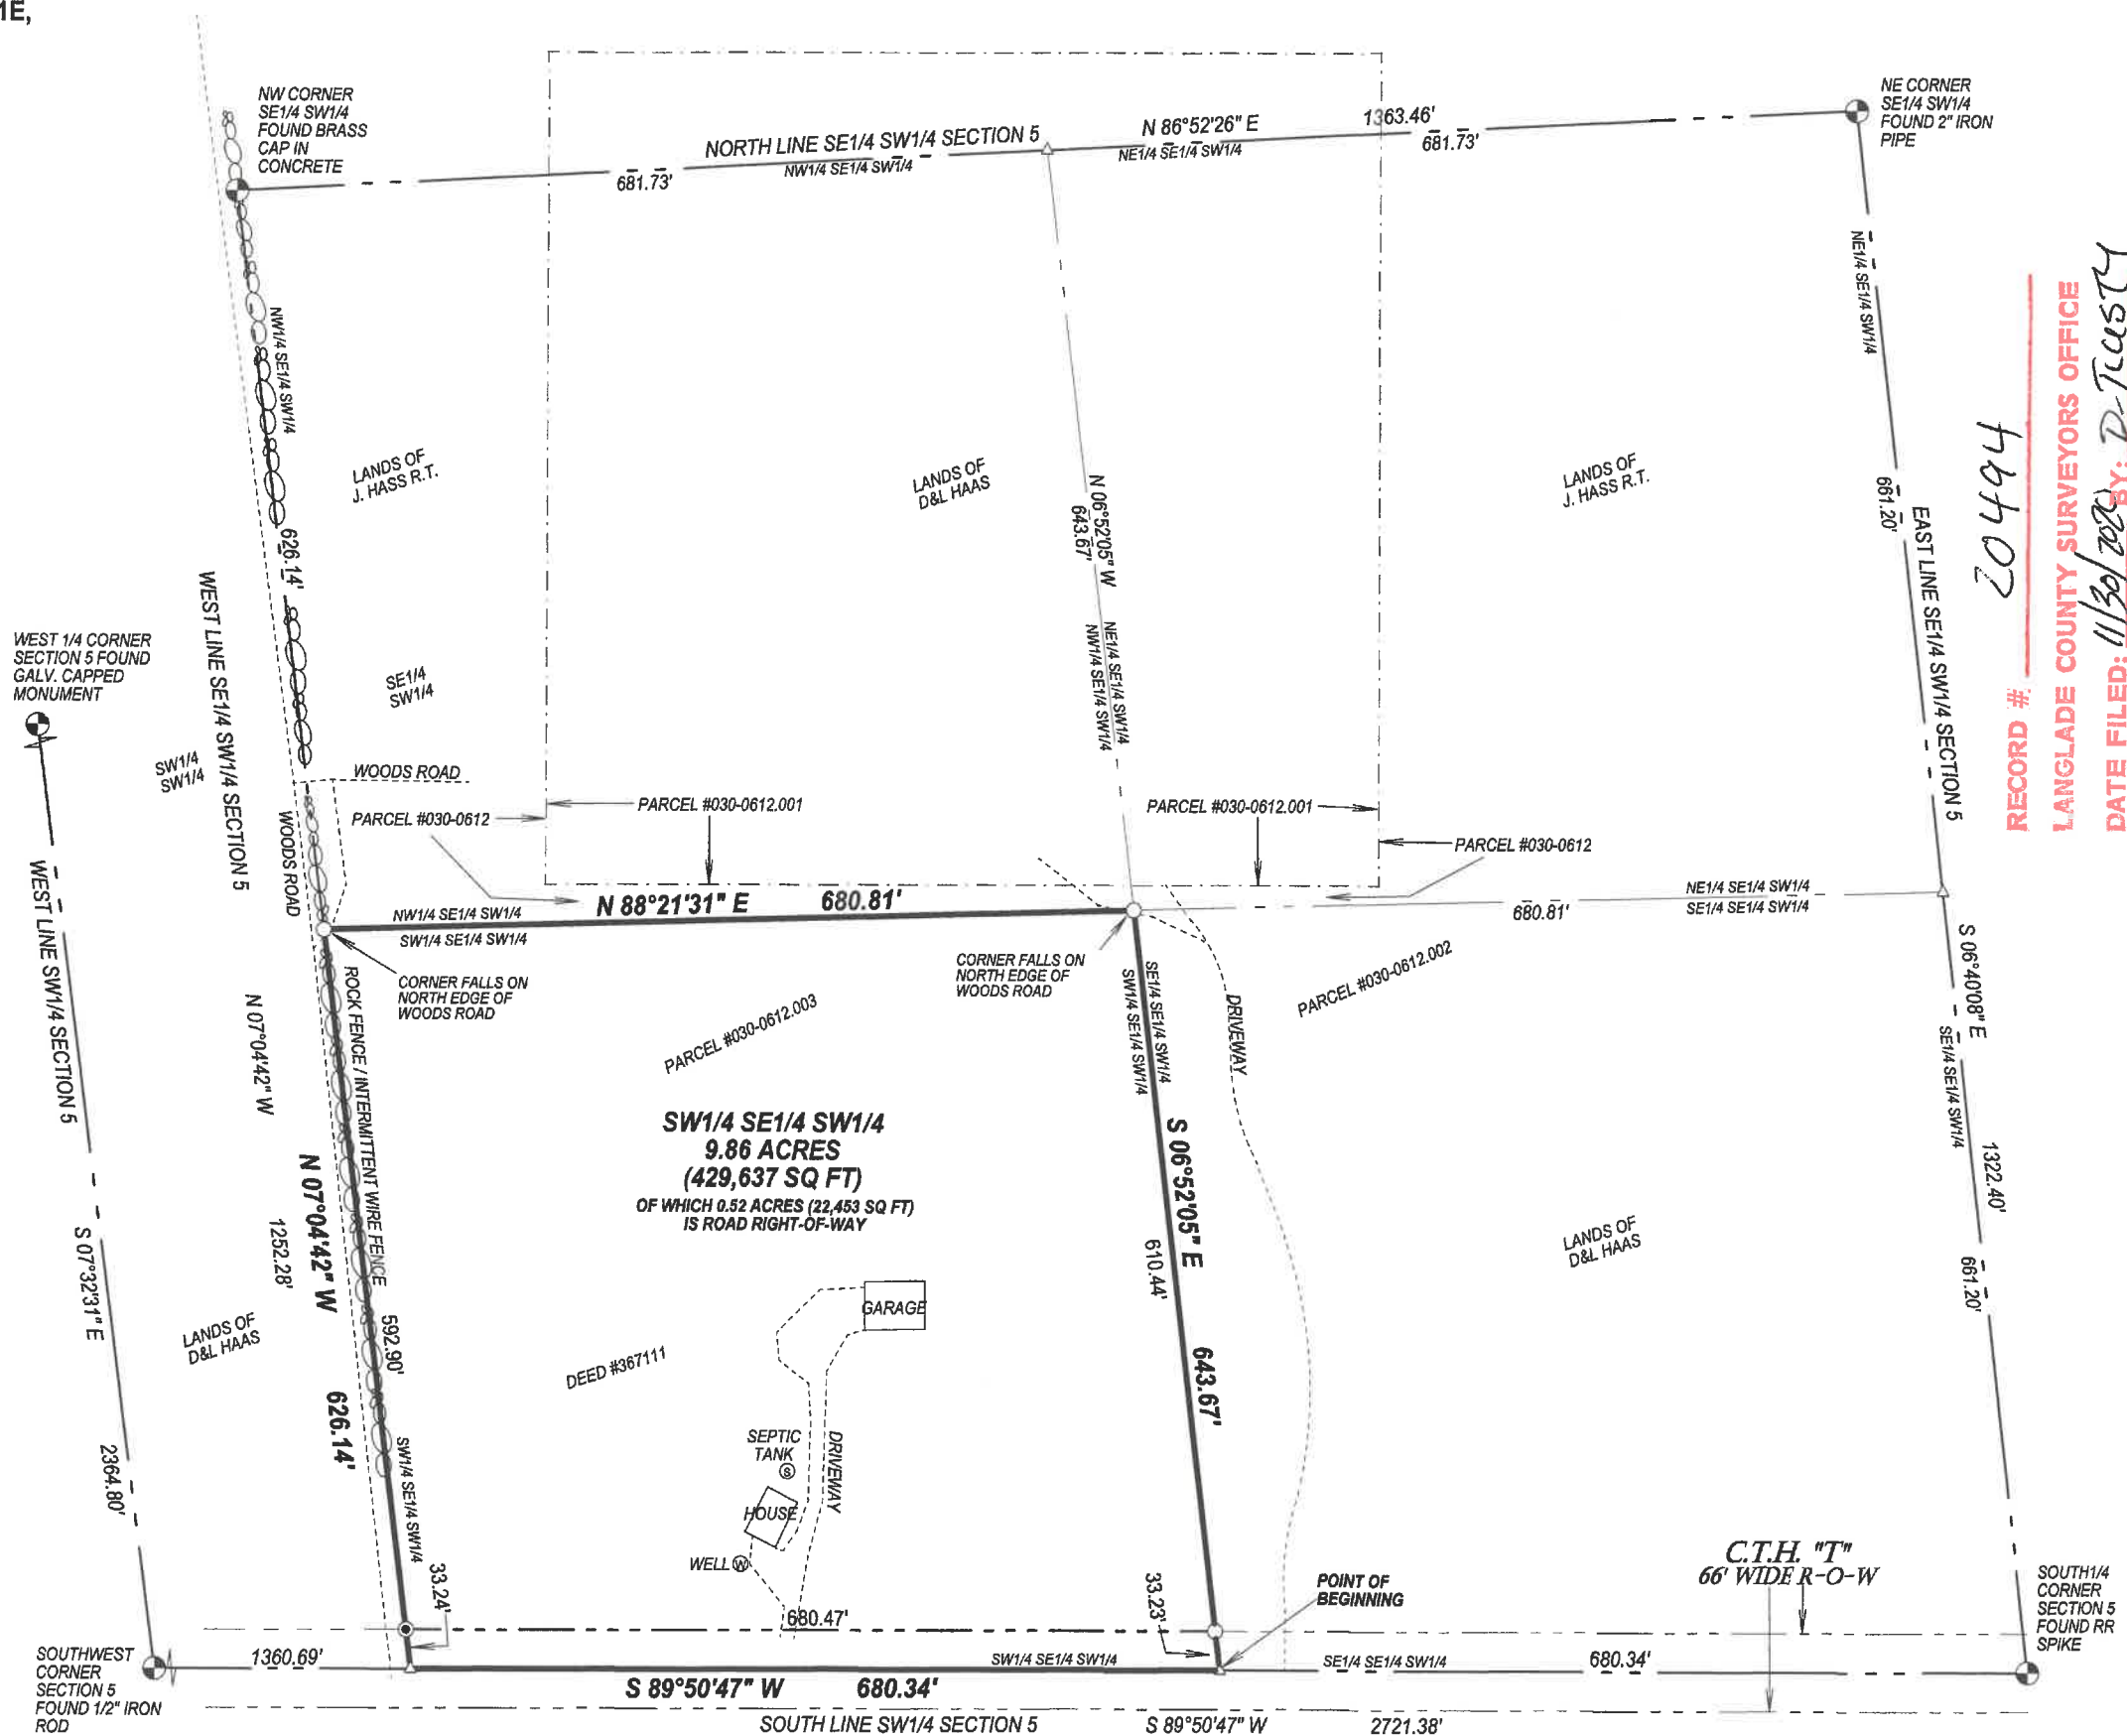 1E,
NW CORNER
SE1/4 SW1/4
FOUND BRASS
CAP IN
CONCRETE
NORTH LINE SE1/4 SW1/4 SECTION 5
N 86°52'26" E
1363.46'
681.73'
NW1/4 SE1/4 SW1/4
NE1/4 SE1/4 SW1/4
681.73'
NE CORNER
SE1/4 SW1/4
FOUND 2" IRON
PIPE
NW1/4 SE1/4 SW1/4
626.14'
WEST LINE SE1/4 SW1/4 SECTION 5
LANDS OF
J. HASS R.T.
LANDS OF
D&L HAAS
N 06°52'05" W
643.67'
NE1/4 SE1/4 SW1/4
NW1/4 SE1/4 SW1/4
LANDS OF
J. HASS R.T.
NE1/4 SE1/4 SW1/4
661.20'
EAST LINE SE1/4 SW1/4 SECTION 5
RECORD #: 20494
LANGLADE COUNTY SURVEYORS OFFICE
DATE FILED: 11/30/2020 BY: D-Tlusty
WEST 1/4 CORNER
SECTION 5 FOUND
GALV. CAPPED
MONUMENT
SE1/4
SW1/4
SW1/4
SW1/4
WOODS ROAD
WOODS ROAD
PARCEL #030-0612
PARCEL #030-0612.001
PARCEL #030-0612.001
PARCEL #030-0612
WEST LINE SW1/4 SECTION 5
S 07°32'31" E
2364.80'
N 88°21'31" E 680.81'
NW1/4 SE1/4 SW1/4
SW1/4 SE1/4 SW1/4
680.81'
NE1/4 SE1/4 SW1/4
SE1/4 SE1/4 SW1/4
CORNER FALLS ON
NORTH EDGE OF
WOODS ROAD
CORNER FALLS ON
NORTH EDGE OF
WOODS ROAD
ROCK FENCE / INTERMITTENT WIRE FENCE
N 07°04'42" W
1252.28'
N 07°04'42" W
626.14'
592.90'
SW1/4 SE1/4 SW1/4
33.24'
PARCEL #030-0612.003
SW1/4 SE1/4 SW1/4
9.86 ACRES
(429,637 SQ FT)
OF WHICH 0.52 ACRES (22,453 SQ FT)
IS ROAD RIGHT-OF-WAY
SE1/4 SE1/4 SW1/4
SW1/4 SE1/4 SW1/4
S 06°52'05" E
610.44'
643.67'
33.23'
DRIVEWAY
PARCEL #030-0612.002
S 06°40'08" E
SE1/4 SE1/4 SW1/4
1322.40'
661.20'
LANDS OF
D&L HAAS
LANDS OF
D&L HAAS
DEED #367111
GARAGE
SEPTIC
TANK
S
DRIVEWAY
HOUSE
WELL W
680.47'
POINT OF
BEGINNING
C.T.H. "T"
66' WIDE R-O-W
SOUTH1/4
CORNER
SECTION 5
FOUND RR
SPIKE
SOUTHWEST
CORNER
SECTION 5
FOUND 1/2" IRON
ROD
1360.69'
SW1/4 SE1/4 SW1/4
SE1/4 SE1/4 SW1/4
680.34'
S 89°50'47" W 680.34'
SOUTH LINE SW1/4 SECTION 5 S 89°50'47" W 2721.38'